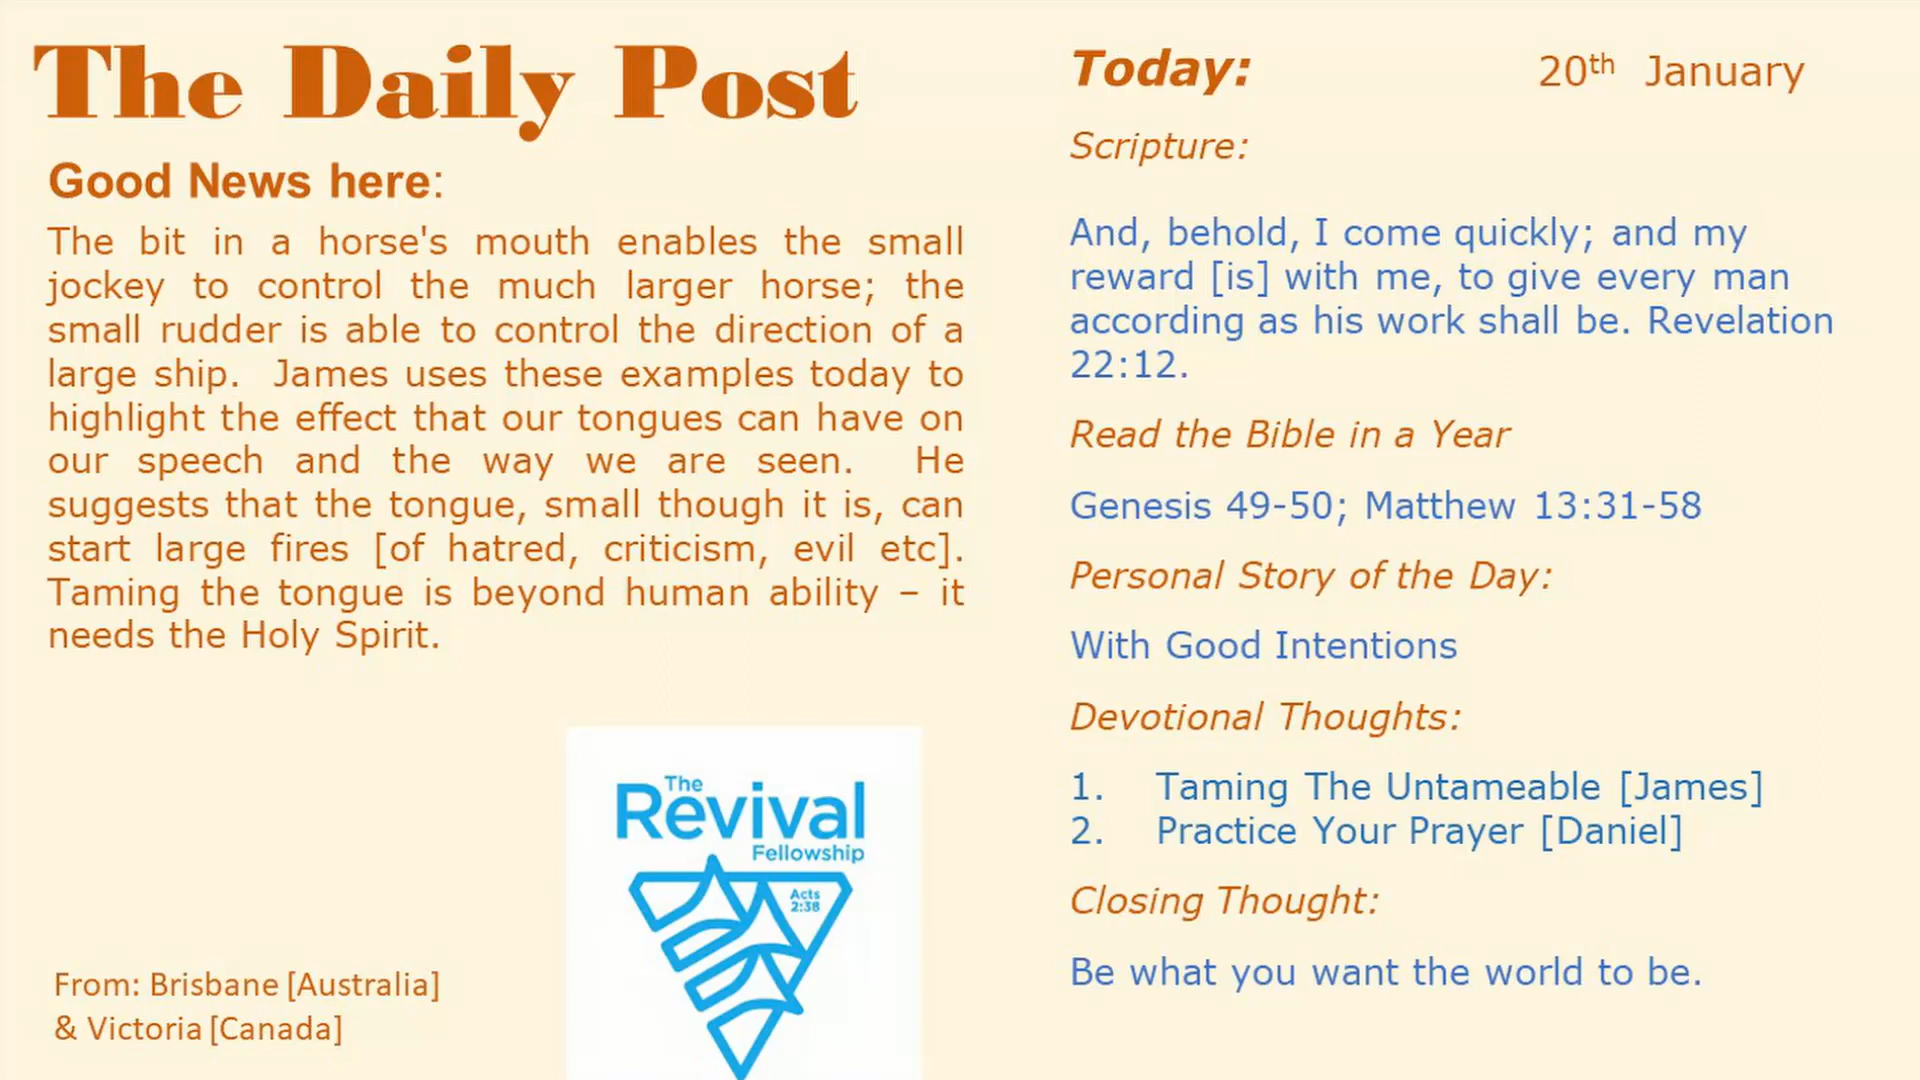 The Daily Post
Good News here:
The bit in a horse's mouth enables the small
jockey to control the much larger horse; the
small rudder is able to control the direction of a
large ship. James uses these examples today to
highlight the effect that our tongues can have on
our speech and the way we are seen. He
suggests that the tongue, small though it is, can
start large fires [of hatred, criticism, evil etc].
Taming the tongue is beyond human ability – it
needs the Holy Spirit.
The
Revival
Fellowship
Acts
2:38
From: Brisbane [Australia]
& Victoria [Canada]
Today: 20th January
Scripture:
And, behold, I come quickly; and my
reward [is] with me, to give every man
according as his work shall be. Revelation
22:12.
Read the Bible in a Year
Genesis 49-50; Matthew 13:31-58
Personal Story of the Day:
With Good Intentions
Devotional Thoughts:
1. Taming The Untameable [James]
2. Practice Your Prayer [Daniel]
Closing Thought:
Be what you want the world to be.